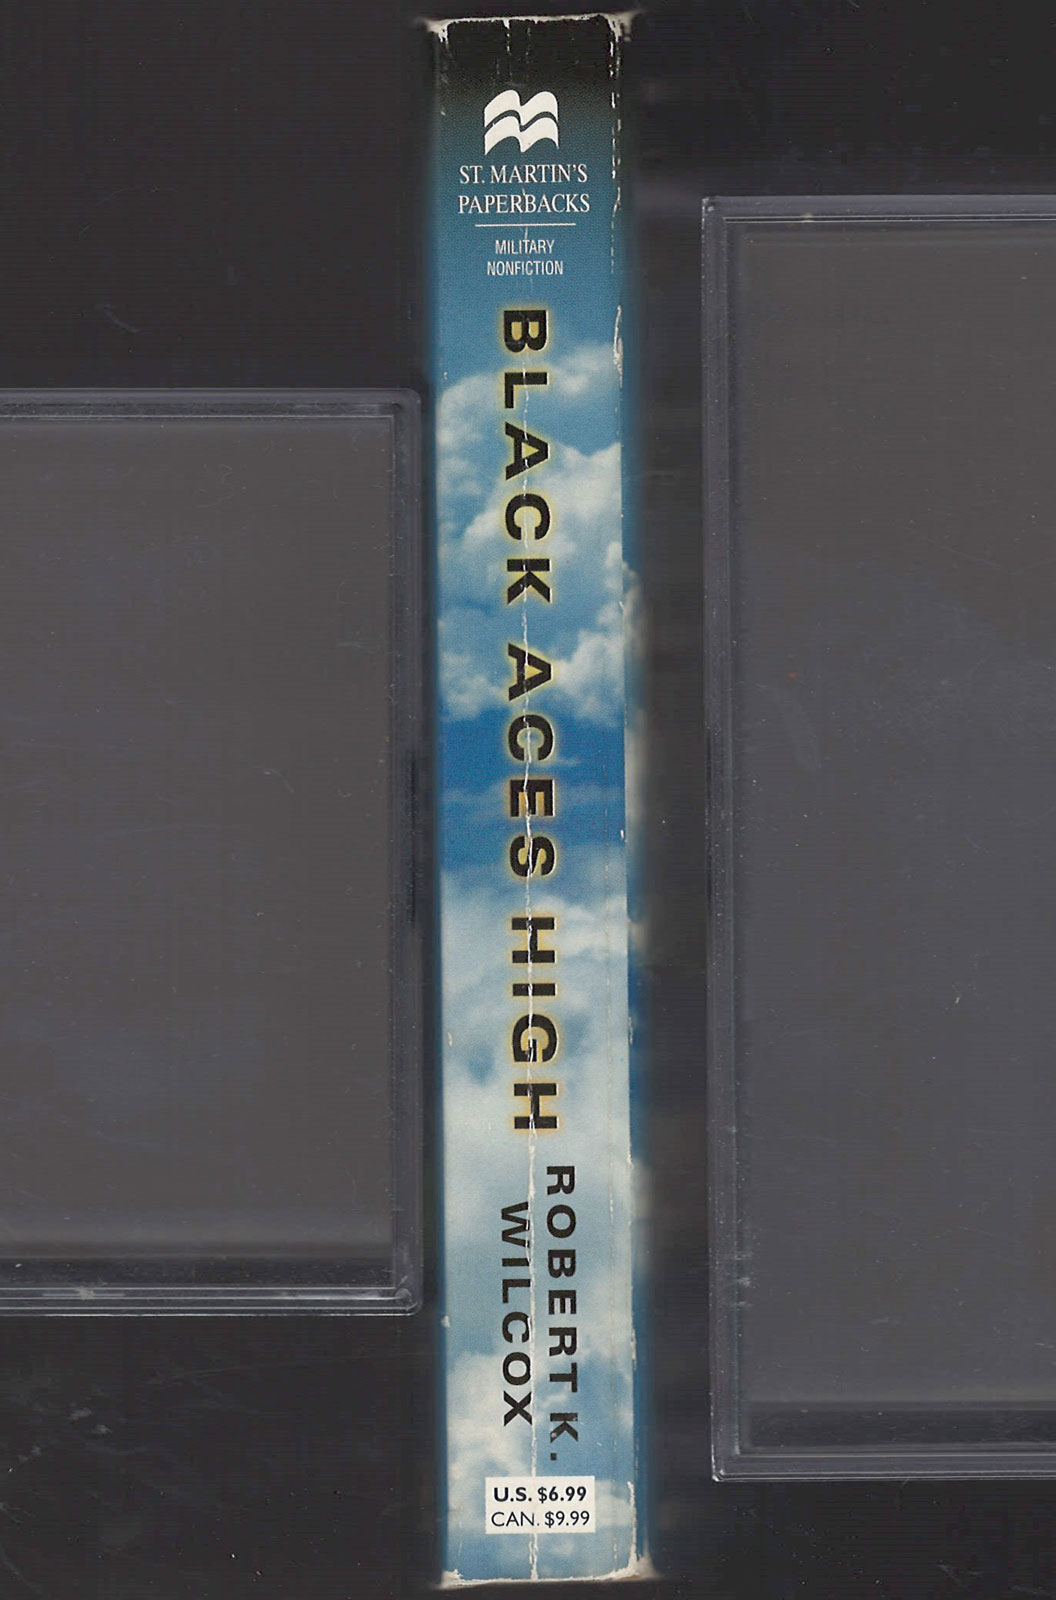 ST. MARTIN'S
PAPERBACKS
MILITARY
NONFICTION
BLACK ACES HIGH
ROBERT K.
WILCOX
U.S. $6.99
CAN. $9.99